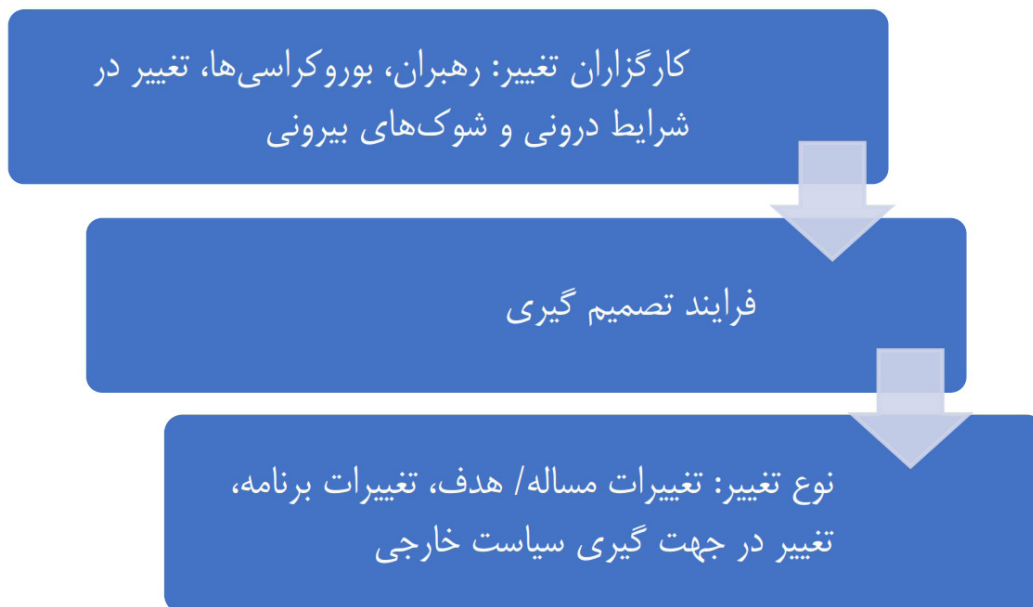 کارگزاران تغییر: رهبران، بوروکراسی‌ها، تغییر در
شرایط درونی و شوک‌های بیرونی
فرایند تصمیم گیری
نوع تغییر: تغییرات مساله/ هدف، تغییرات برنامه،
تغییر در جهت گیری سیاست خارجی